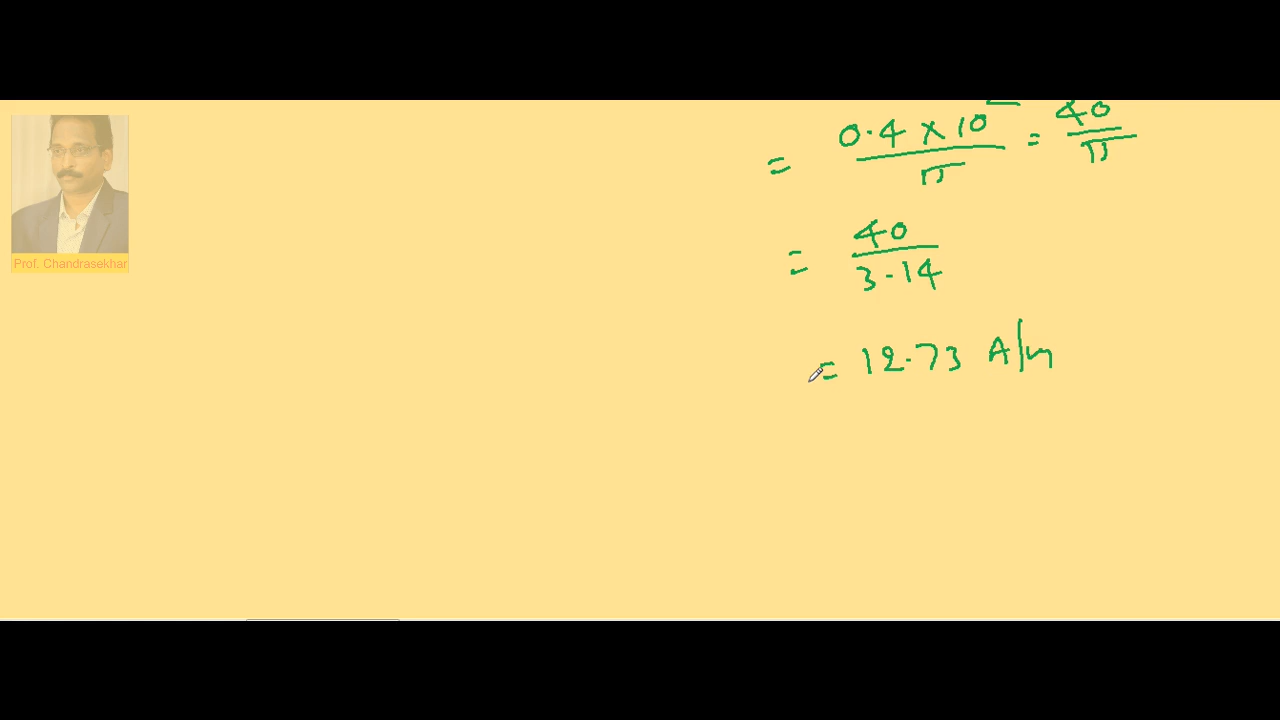 Prof. Chandrasekhar
= 0.4 × 10 / π = 40 / π
= 40 / 3.14
= 12.73 A/m